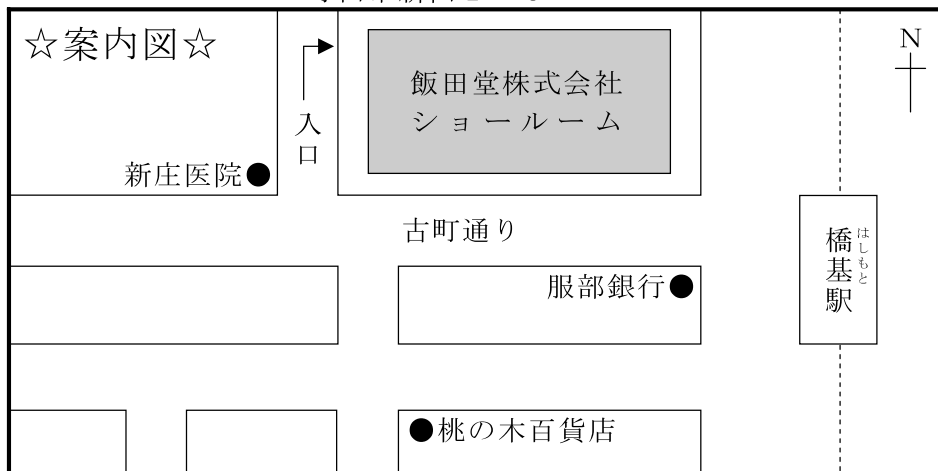 ☆案内図☆
N
飯田堂株式会社
ショールーム
入口
新庄医院●
古町通り
橋基駅
はしもと
服部銀行●
●桃の木百貨店